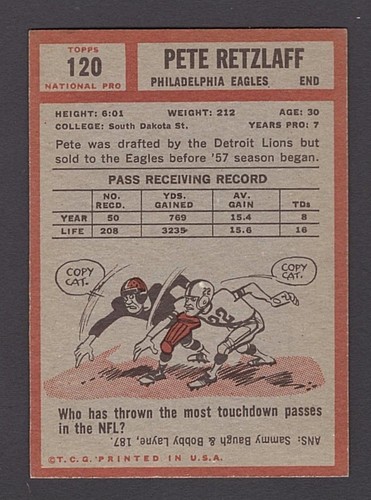 TOPPS
120
NATIONAL PRO
PETE RETZLAFF
PHILADELPHIA EAGLES END
HEIGHT: 6:01 WEIGHT: 212 AGE: 30
COLLEGE: South Dakota St. YEARS PRO: 7
Pete was drafted by the Detroit Lions but
sold to the Eagles before '57 season began.
PASS RECEIVING RECORD
NO. YDS. AV.
RECD. GAINED GAIN TDs
YEAR 50 769 15.4 8
LIFE 208 3235 15.6 16
COPY
CAT.
COPY
CAT.
22
22
Who has thrown the most touchdown passes
in the NFL?
ANS: Sammy Baugh & Bobby Layne, 187.
©T.C.G. PRINTED IN U.S.A.